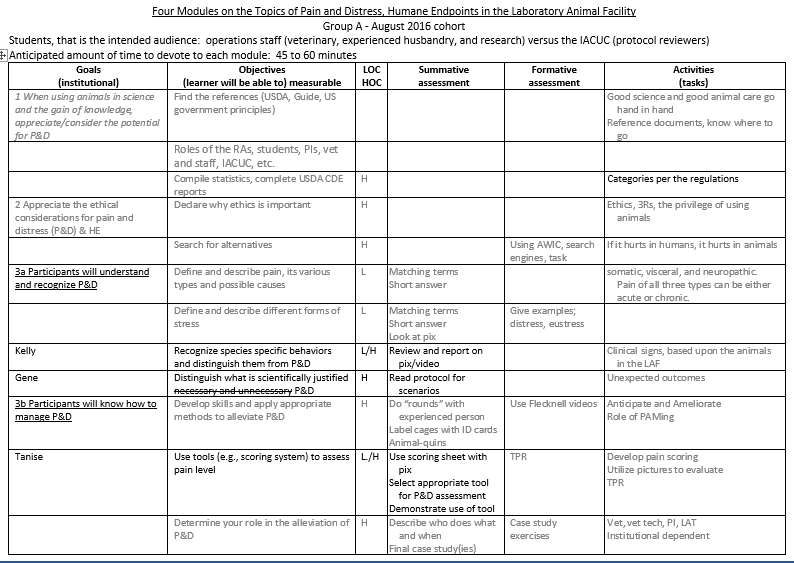 Four Modules on the Topics of Pain and Distress, Humane Endpoints in the Laboratory Animal Facility
Group A - August 2016 cohort
Students, that is the intended audience: operations staff (veterinary, experienced husbandry, and research) versus the IACUC (protocol reviewers)
Anticipated amount of time to devote to each module: 45 to 60 minutes
Goals
(institutional)
Objectives
(learner will be able to) measurable
LOC
HOC
Summative
assessment
Formative
assessment
Activities
(tasks)
1 When using animals in science
and the gain of knowledge,
appreciate/consider the potential
for P&D
Find the references (USDA, Guide, US
government principles)
Good science and good animal care go
hand in hand
Reference documents, know where to
go
Roles of the RAs, students, PIs, vet
and staff, IACUC, etc.
Compile statistics, complete USDA CDE
reports
H
Categories per the regulations
2 Appreciate the ethical
considerations for pain and
distress (P&D) & HE
Declare why ethics is important
H
Ethics, 3Rs, the privilege of using
animals
Search for alternatives
H
Using AWIC, search
engines, task
If it hurts in humans, it hurts in animals
3a Participants will understand
and recognize P&D
Define and describe pain, its various
types and possible causes
L
Matching terms
Short answer
somatic, visceral, and neuropathic.
Pain of all three types can be either
acute or chronic.
Define and describe different forms of
stress
L
Matching terms
Short answer
Look at pix
Give examples;
distress, eustress
Kelly
Recognize species specific behaviors
and distinguish them from P&D
L/H
Review and report on
pix/video
Clinical signs, based upon the animals
in the LAF
Gene
Distinguish what is scientifically justified
necessary and unnecessary P&D
H
Read protocol for
scenarios
Unexpected outcomes
3b Participants will know how to
manage P&D
Develop skills and apply appropriate
methods to alleviate P&D
H
Do "rounds" with
experienced person
Label cages with ID cards
Animal-quins
Use Flecknell videos
Anticipate and Ameliorate
Role of PAMing
Tanise
Use tools (e.g., scoring system) to assess
pain level
L./H
Use scoring sheet with
pix
Select appropriate tool
for P&D assessment
Demonstrate use of tool
TPR
Develop pain scoring
Utilize pictures to evaluate
TPR
Determine your role in the alleviation of
P&D
H
Describe who does what
and when
Final case study(ies)
Case study
exercises
Vet, vet tech, PI, LAT
Institutional dependent